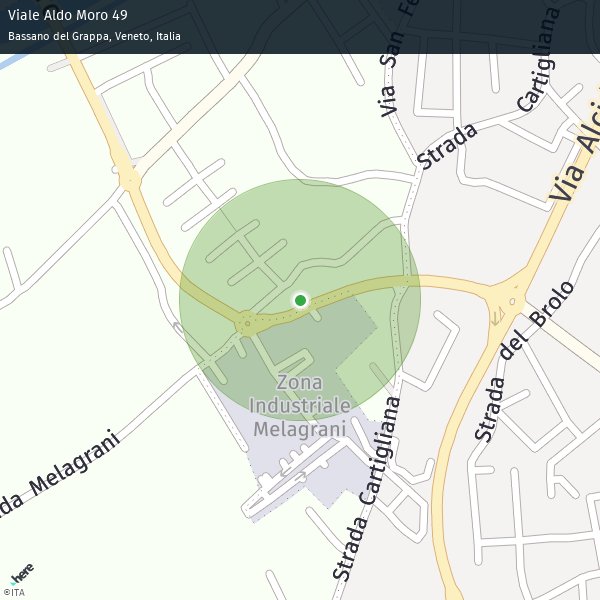 Viale Aldo Moro 49
Bassano del Grappa, Veneto, Italia
Via San Fe
Cartigliana
Strada
Via Alci
Strada del Brolo
Zona
Industriale
Melagrani
da Melagrani
Strada Cartigliana
here
©ITA